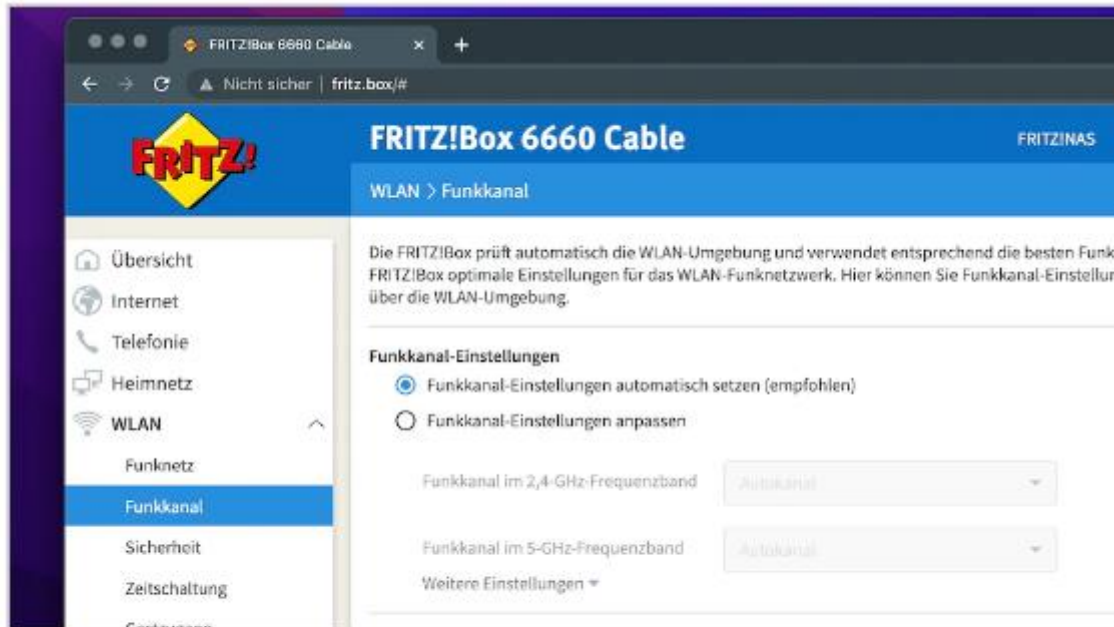 FRITZ!Box 6660 Cable
Nicht sicher | fritz.box/#
FRITZ!
FRITZ!Box 6660 Cable
FRITZ!NAS
WLAN > Funkkanal
Übersicht
Internet
Telefonie
Heimnetz
WLAN
Funknetz
Funkkanal
Sicherheit
Zeitschaltung
Die FRITZ!Box prüft automatisch die WLAN-Umgebung und verwendet entsprechend die besten Funk
FRITZ!Box optimale Einstellungen für das WLAN-Funknetzwerk. Hier können Sie Funkkanal-Einstellun
über die WLAN-Umgebung.
Funkkanal-Einstellungen
Funkkanal-Einstellungen automatisch setzen (empfohlen)
Funkkanal-Einstellungen anpassen
Funkkanal im 2,4-GHz-Frequenzband
Autokanal
Funkkanal im 5-GHz-Frequenzband
Autokanal
Weitere Einstellungen